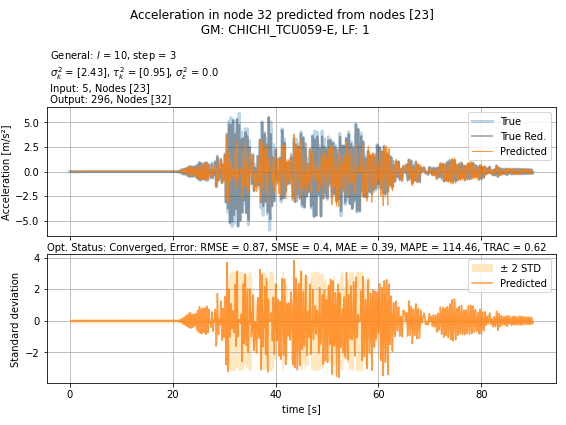 Acceleration in node 32 predicted from nodes [23]
GM: CHICHI_TCU059-E, LF: 1
General: l = 10, step = 3
σ²ₖ = [2.43], τ²ₖ = [0.95], σ²ε = 0.0
Input: 5, Nodes [23]
Output: 296, Nodes [32]
Acceleration [m/s²]
5.0
2.5
0.0
−2.5
−5.0
True
True Red.
Predicted
Opt. Status: Converged, Error: RMSE = 0.87, SMSE = 0.4, MAE = 0.39, MAPE = 114.46, TRAC = 0.62
Standard deviation
4
2
0
−2
± 2 STD
Predicted
0 20 40 60 80
time [s]